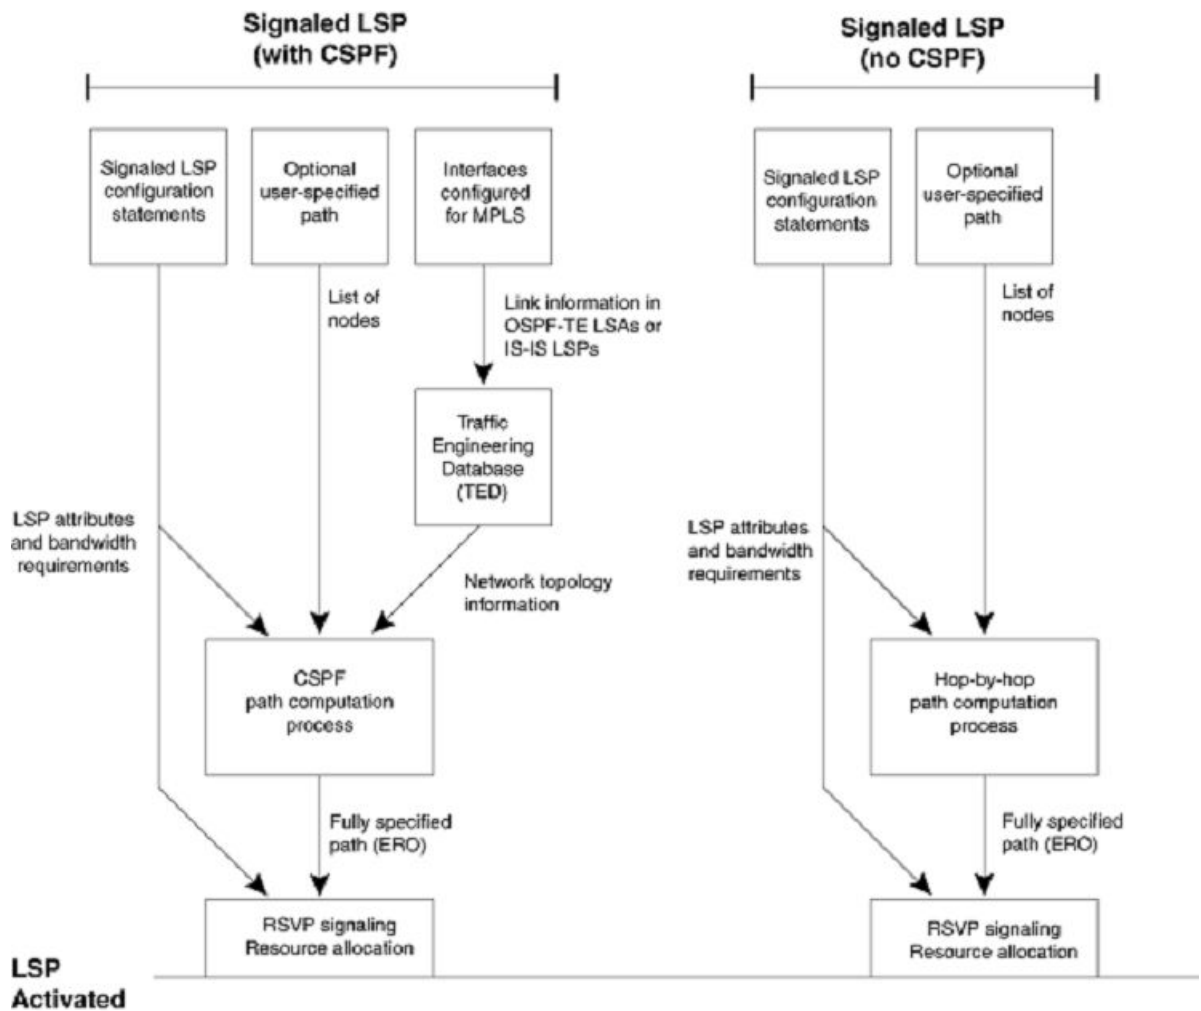 Signaled LSP
(with CSPF)
Signaled LSP
(no CSPF)
Signaled LSP
configuration
statements
Optional
user-specified
path
Interfaces
configured
for MPLS
Signaled LSP
configuration
statements
Optional
user-specified
path
List of
nodes
Link information in
OSPF-TE LSAs or
IS-IS LSPs
List of
nodes
Traffic
Engineering
Database
(TED)
LSP attributes
and bandwidth
requirements
Network topology
information
LSP attributes
and bandwidth
requirements
CSPF
path computation
process
Hop-by-hop
path computation
process
Fully specified
path (ERO)
Fully specified
path (ERO)
RSVP signaling
Resource allocation
RSVP signaling
Resource allocation
LSP
Activated